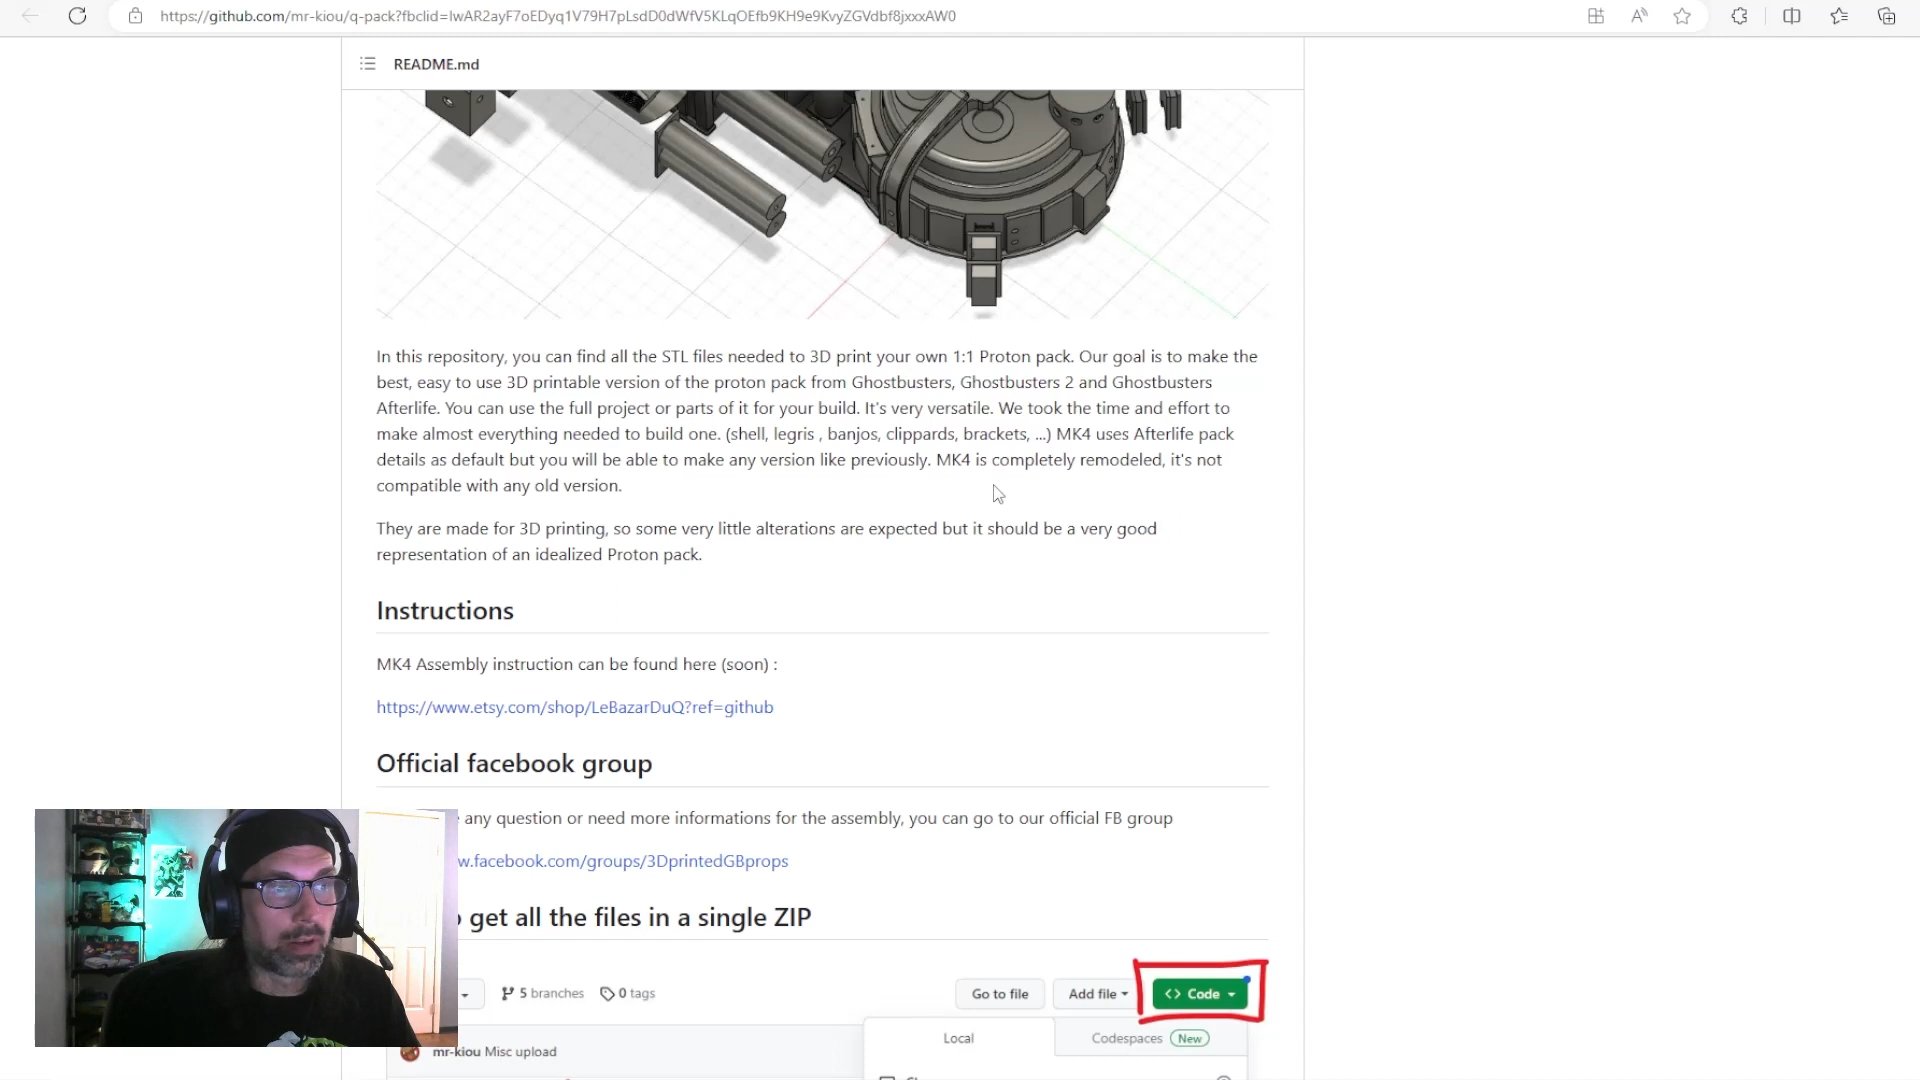 https://github.com/mr-kiou/q-pack?fbclid=IwAR2ayF7oEDyq1V79H7pLsdD0dWfV5KLqOEfb9KH9e9KvyZGVdbf8jxxxAW0
README.md
In this repository, you can find all the STL files needed to 3D print your own 1:1 Proton pack. Our goal is to make the
best, easy to use 3D printable version of the proton pack from Ghostbusters, Ghostbusters 2 and Ghostbusters
Afterlife. You can use the full project or parts of it for your build. It's very versatile. We took the time and effort to
make almost everything needed to build one. (shell, legris , banjos, clippards, brackets, ...) MK4 uses Afterlife pack
details as default but you will be able to make any version like previously. MK4 is completely remodeled, it's not
compatible with any old version.
They are made for 3D printing, so some very little alterations are expected but it should be a very good
representation of an idealized Proton pack.
Instructions
MK4 Assembly instruction can be found here (soon) :
https://www.etsy.com/shop/LeBazarDuQ?ref=github
Official facebook group
any question or need more informations for the assembly, you can go to our official FB group
w.facebook.com/groups/3DprintedGBprops
get all the files in a single ZIP
5 branches
0 tags
Go to file
Add file
<> Code
Local
Codespaces New
mr-kiou Misc upload